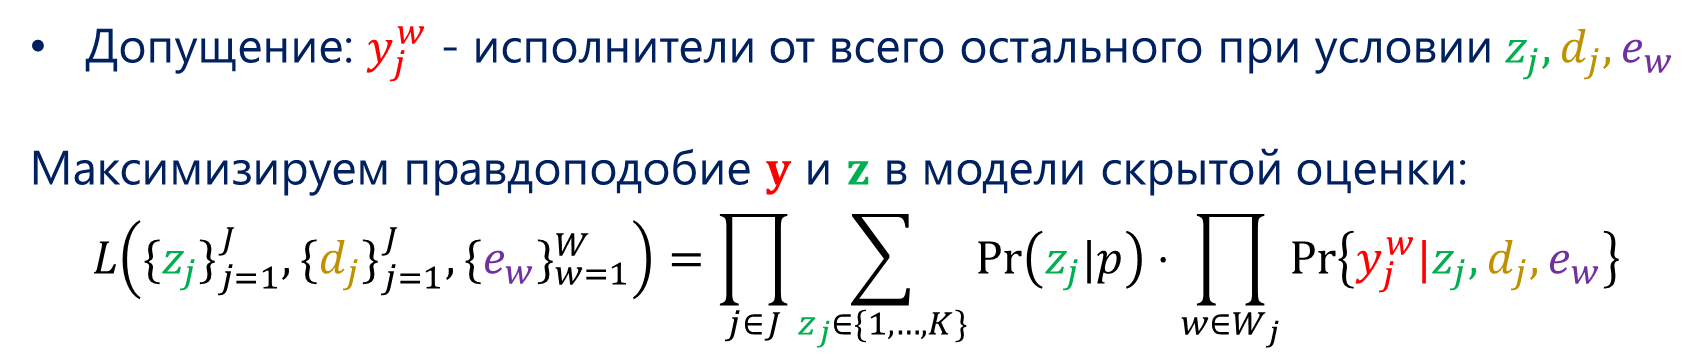 • Допущение: y_j^w - исполнители от всего остального при условии z_j, d_j, e_w
Максимизируем правдоподобие y и z в модели скрытой оценки:
L({z_j}_{j=1}^J, {d_j}_{j=1}^J, {e_w}_{w=1}^W) = ∏_{j∈J} ∑_{z_j∈{1,…,K}} Pr(z_j|p) · ∏_{w∈W_j} Pr{y_j^w|z_j, d_j, e_w}